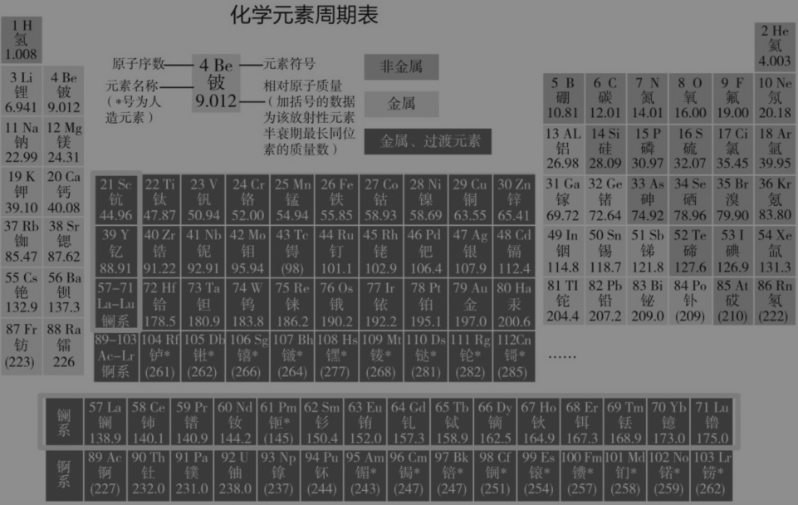 化学元素周期表
1 H
氢
1.008
2 He
氦
4.003
原子序数
4 Be
铍
9.012
元素符号
元素名称
(*号为人
造元素)
相对原子质量
(加括号的数据
为该放射性元素
半衰期最长同位
素的质量数)
非金属
金属
金属、过渡元素
3 Li 4 Be
锂 铍
6.941 9.012
5 B 6 C 7 N 8 O 9 F 10 Ne
硼 碳 氮 氧 氟 氖
10.81 12.01 14.01 16.00 19.00 20.18
11 Na 12 Mg
钠 镁
22.99 24.31
13 AL 14 Si 15 P 16 S 17 Ci 18 Ar
铝 硅 磷 硫 氯 氩
26.98 28.09 30.97 32.07 35.45 39.95
19 K 20 Ca 21 Sc 22 Ti 23 V 24 Cr 25 Mn 26 Fe 27 Co 28 Ni 29 Cu 30 Zn 31 Ga 32 Ge 33 As 34 Se 35 Br 36 Kr
钾 钙 钪 钛 钒 铬 锰 铁 钴 镍 铜 锌 镓 锗 砷 硒 溴 氪
39.10 40.08 44.96 47.87 50.94 52.00 54.94 55.85 58.93 58.69 63.55 65.41 69.72 72.64 74.92 78.96 79.90 83.80
37 Rb 38 Sr 39 Y 40 Zr 41 Nb 42 Mo 43 Tc 44 Ru 45 Rh 46 Pd 47 Ag 48 Cd 49 In 50 Sn 51 Sb 52 Te 53 I 54 Xe
铷 锶 钇 锆 铌 钼 锝 钌 铑 钯 银 镉 铟 锡 锑 碲 碘 氙
85.47 87.62 88.91 91.22 92.91 95.94 (98) 101.1 102.9 106.4 107.9 112.4 114.8 118.7 121.8 127.6 126.9 131.3
55 Cs 56 Ba 57-71 72 Hf 73 Ta 74 W 75 Re 76 Os 77 Ir 78 Pt 79 Au 80 Ha 81 TI 82 Pb 83 Bi 84 Po 85 At 86 Rn
铯 钡 La-Lu 铪 钽 钨 铼 锇 铱 铂 金 汞 铊 铅 铋 钋 砹 氡
132.9 137.3 镧系 178.5 180.9 183.8 186.2 190.2 192.2 195.1 197.0 200.6 204.4 207.2 209.0 (209) (210) (222)
87 Fr 88 Ra 89-103 104 Rf 105 Db 106 Sg 107 Bh 108 Hs 109 Mt 110 Ds 111 Rg 112Cn
钫 镭 Ac-Lr 𬬻* 𬭊* 𬭳* 𬭛* 𬭶* 鿏* 𫟼* 𬬭* 鿔*
(223) 226 锕系 (261) (262) (266) (264) (277) (268) (281) (282) (285)
……
镧系
57 La 58 Ce 59 Pr 60 Nd 61 Pm 62 Sm 63 Eu 64 Gd 65 Tb 66 Dy 67 Ho 68 Er 69 Tm 70 Yb 71 Lu
镧 铈 镨 钕 钷* 钐 铕 钆 铽 镝 钬 铒 铥 镱 镥
138.9 140.1 140.9 144.2 (145) 150.4 152.0 157.3 158.9 162.5 164.9 167.3 168.9 173.0 175.0
锕系
89 Ac 90 Th 91 Pa 92 U 93 Np 94 Pu 95 Am 96 Cm 97 Bk 98 Cf 99 Es 100 Fm 101 Md 102 No 103 Lr
锕 钍 镤 铀 镎 钚 镅* 锔* 锫* 锎* 锿* 镄* 钔* 锘* 铹*
(227) 232.0 231.0 238.0 (237) (244) (243) (247) (247) (251) (254) (257) (258) (259) (262)